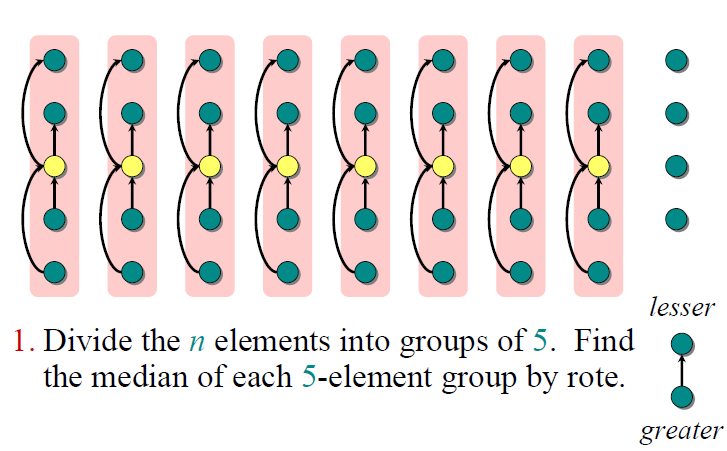 lesser
1. Divide the n elements into groups of 5. Find
the median of each 5-element group by rote.
greater